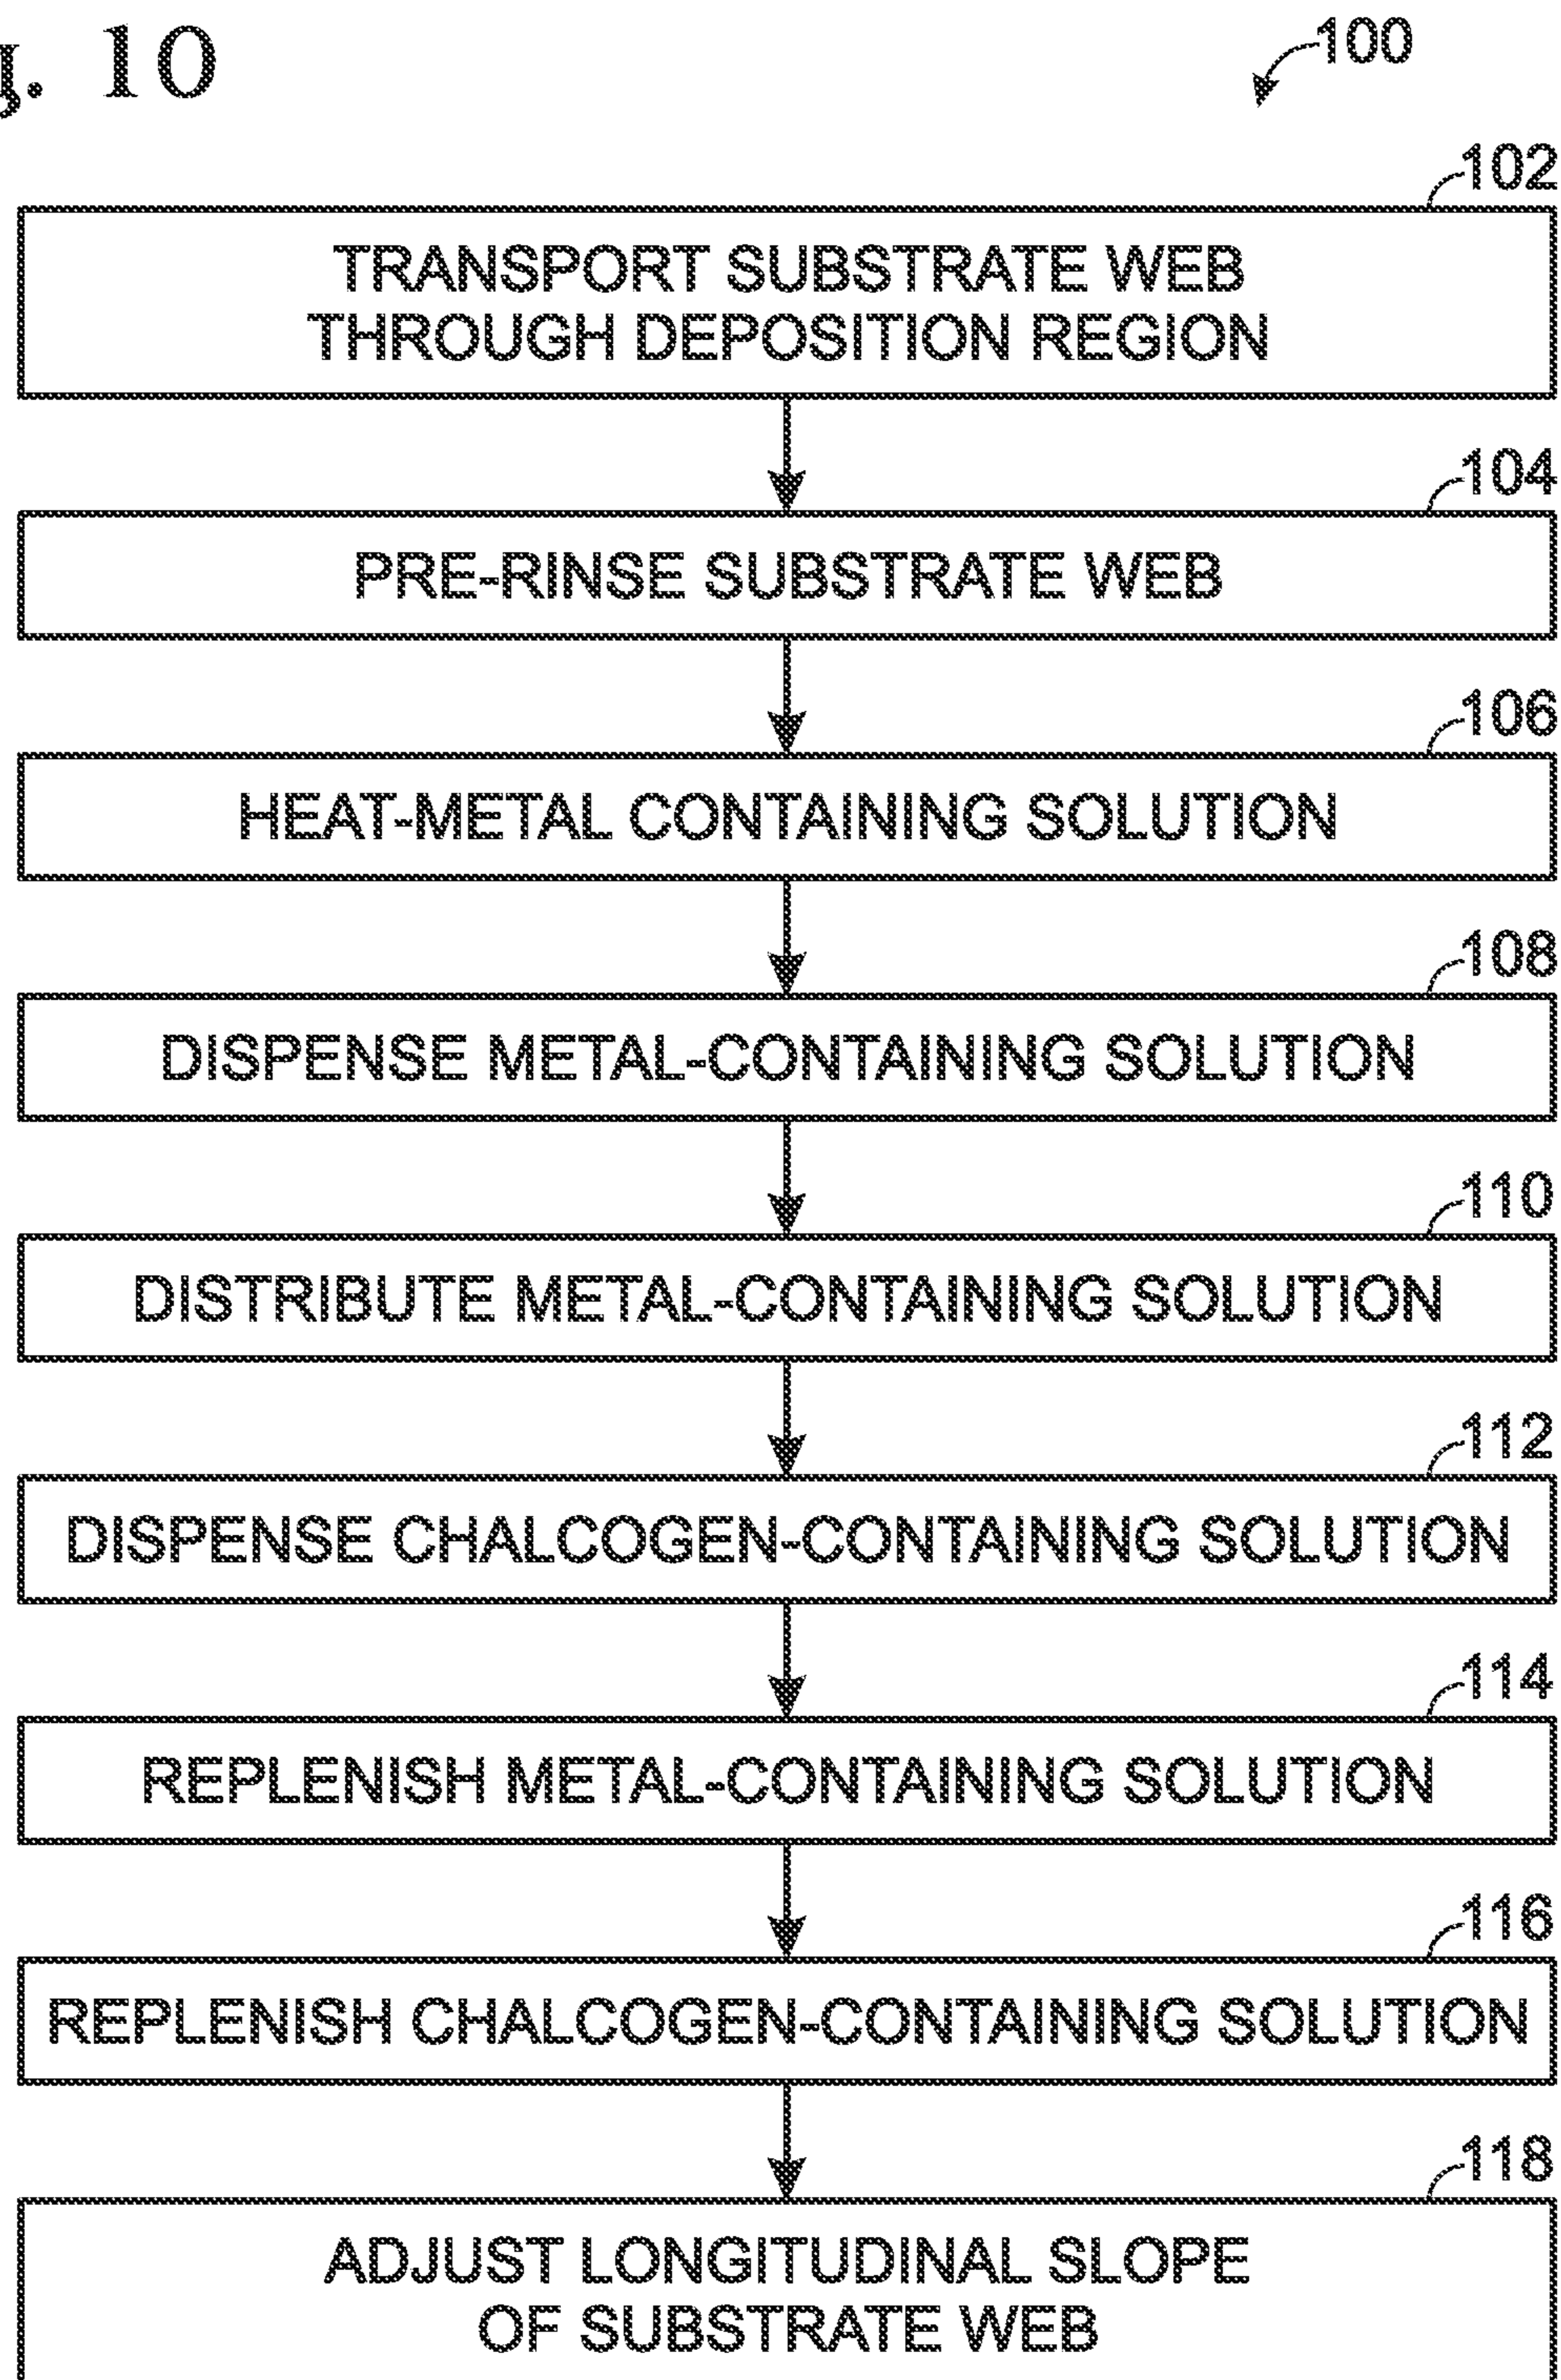 g. 10
100
102
TRANSPORT SUBSTRATE WEB
THROUGH DEPOSITION REGION
104
PRE-RINSE SUBSTRATE WEB
106
HEAT-METAL CONTAINING SOLUTION
108
DISPENSE METAL-CONTAINING SOLUTION
110
DISTRIBUTE METAL-CONTAINING SOLUTION
112
DISPENSE CHALCOGEN-CONTAINING SOLUTION
114
REPLENISH METAL-CONTAINING SOLUTION
116
REPLENISH CHALCOGEN-CONTAINING SOLUTION
118
ADJUST LONGITUDINAL SLOPE
OF SUBSTRATE WEB